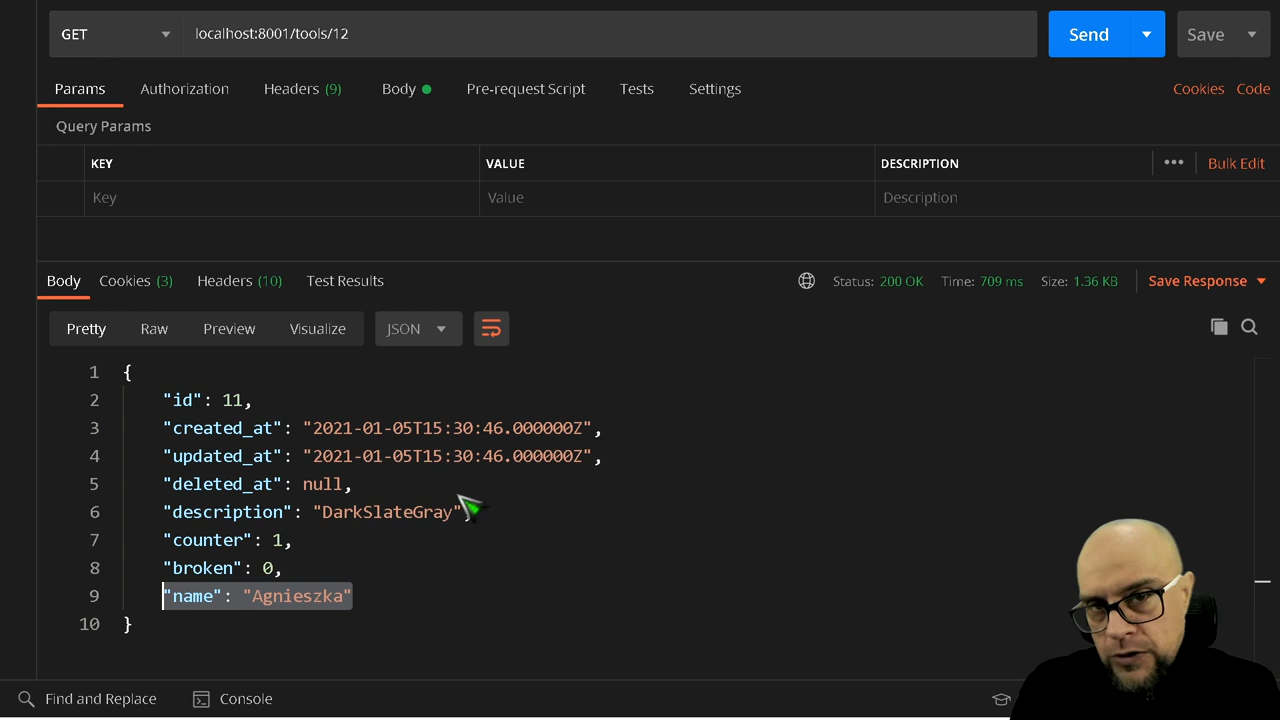 GET localhost:8001/tools/12 Send Save
Params Authorization Headers (9) Body Pre-request Script Tests Settings Cookies Code
Query Params
KEY VALUE DESCRIPTION ••• Bulk Edit
Key Value Description
Body Cookies (3) Headers (10) Test Results Status: 200 OK Time: 709 ms Size: 1.36 KB Save Response
Pretty Raw Preview Visualize JSON
1 {
2 "id": 11,
3 "created_at": "2021-01-05T15:30:46.000000Z",
4 "updated_at": "2021-01-05T15:30:46.000000Z",
5 "deleted_at": null,
6 "description": "DarkSlateGray",
7 "counter": 1,
8 "broken": 0,
9 "name": "Agnieszka"
10 }
Find and Replace Console